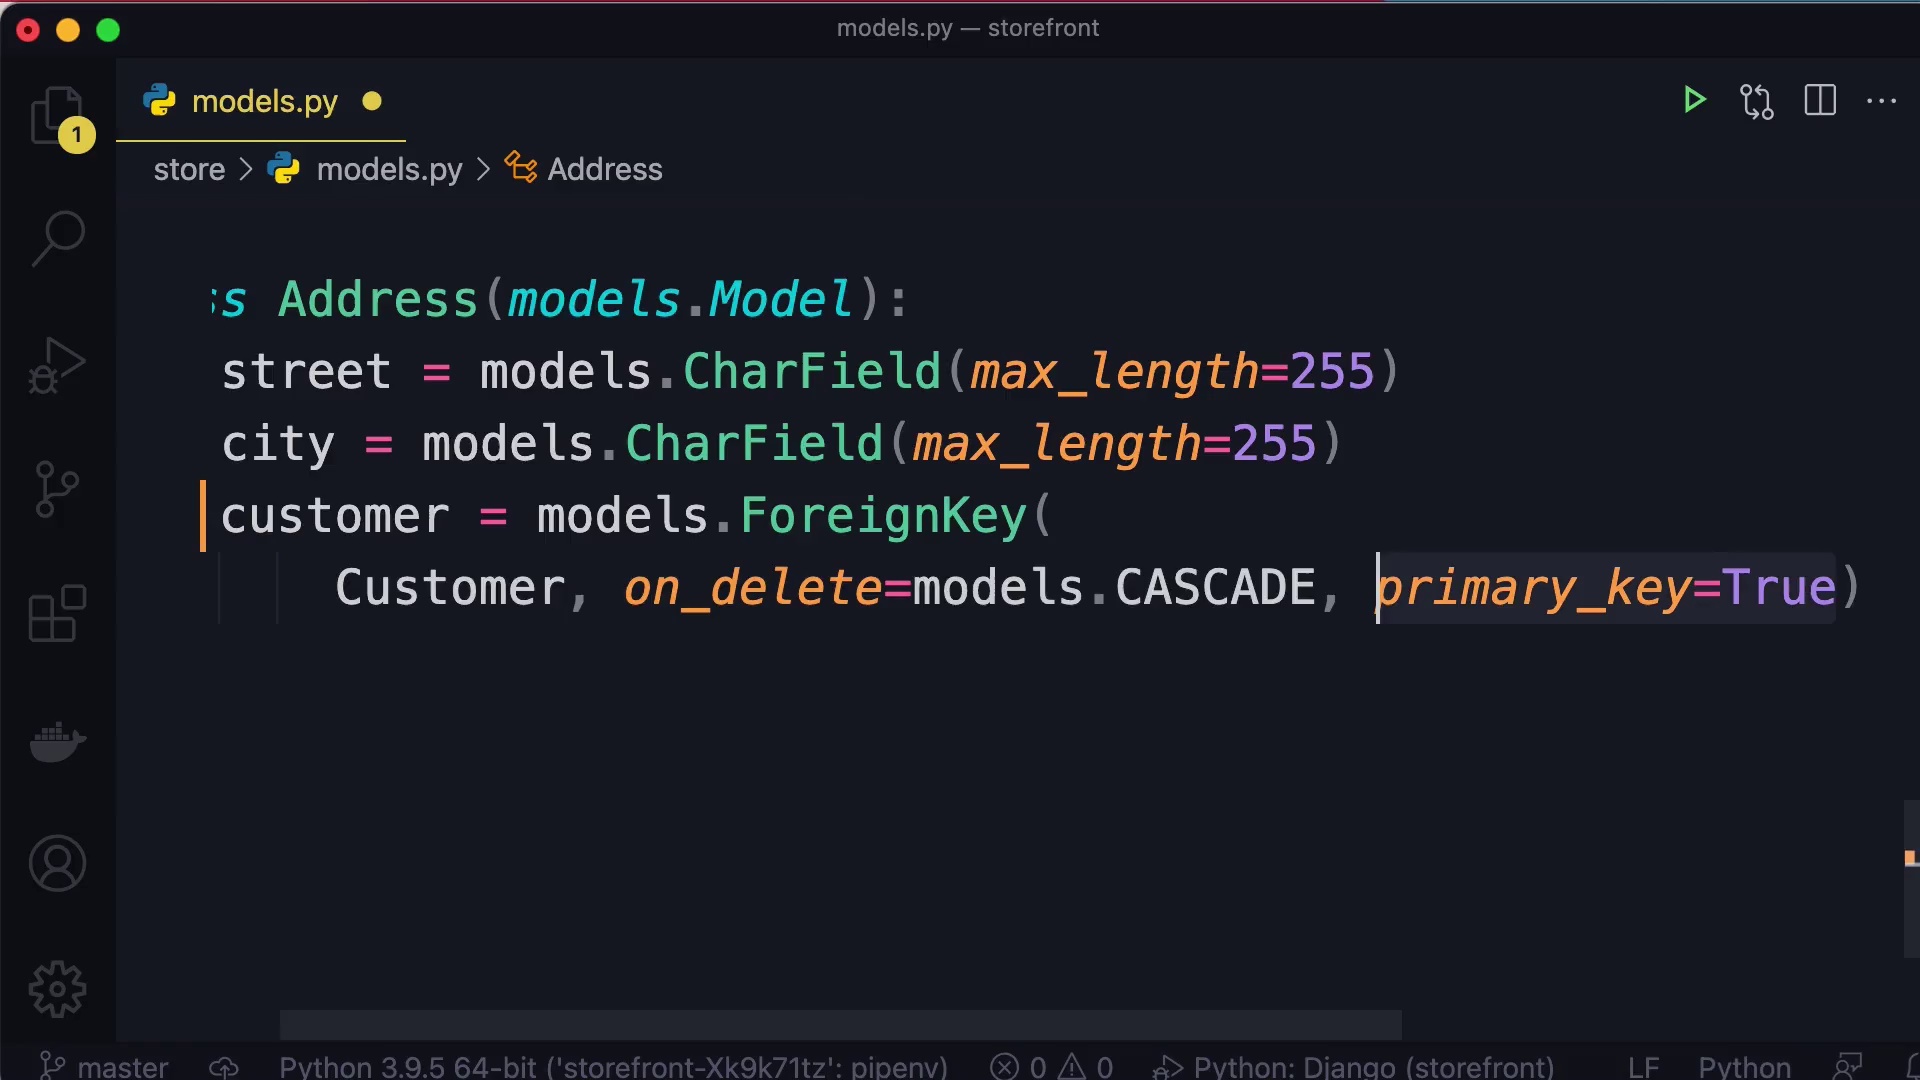 models.py — storefront
models.py
1
store > models.py > Address
s Address(models.Model):
street = models.CharField(max_length=255)
city = models.CharField(max_length=255)
customer = models.ForeignKey(
Customer, on_delete=models.CASCADE, primary_key=True)
master Python 3.9.5 64-bit ('storefront-Xk9k71tz': pipenv) 0 0 Python: Django (storefront) LF Python